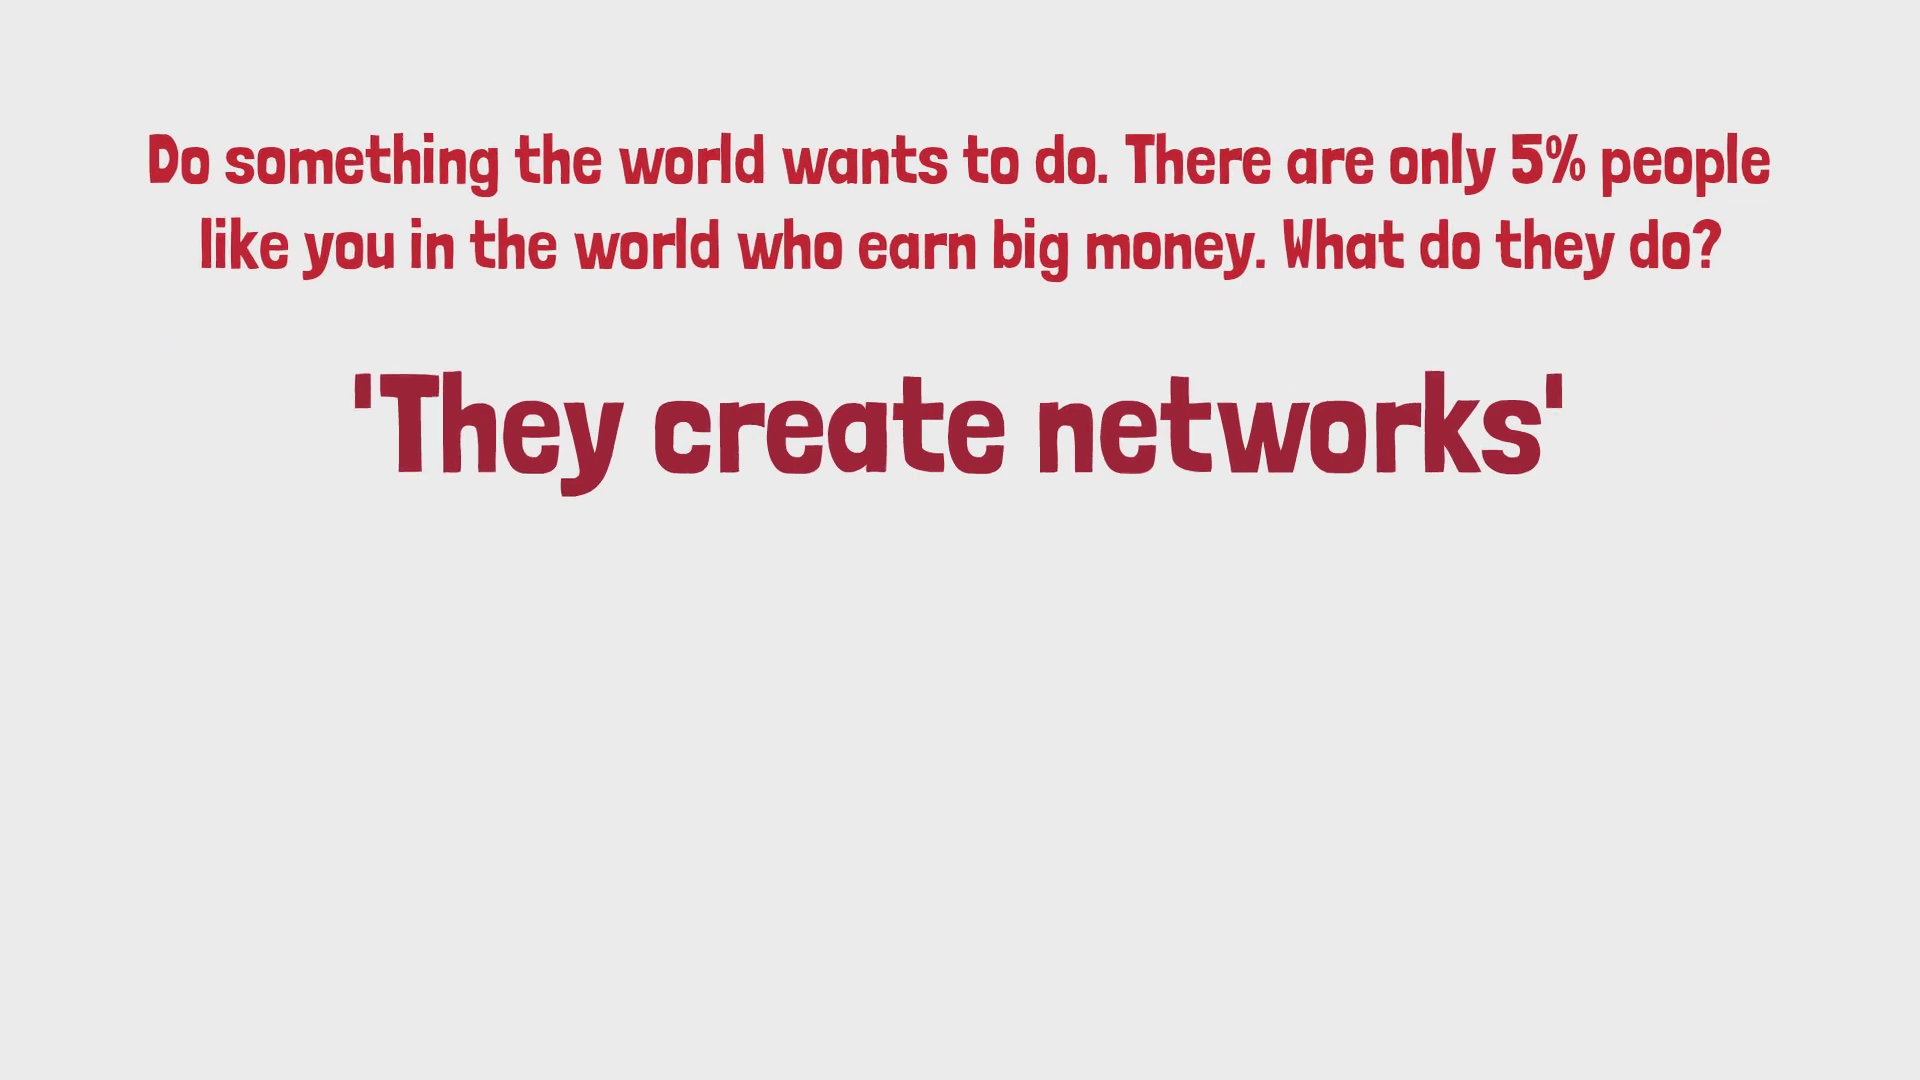 Do something the world wants to do. There are only 5% people
like you in the world who earn big money. What do they do?
'They create networks'